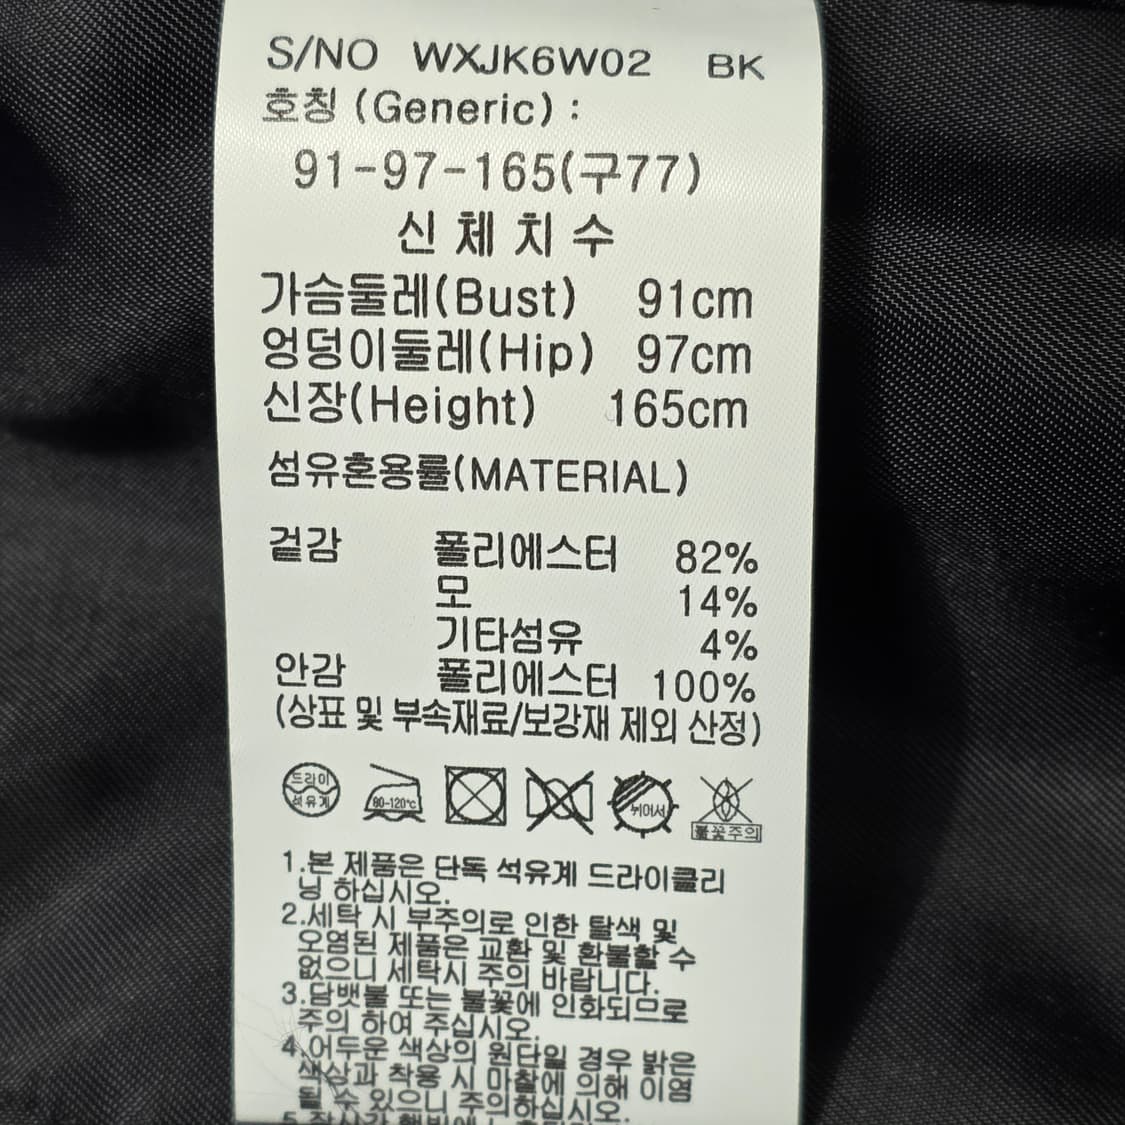 S/NO WXJK6W02 BK
호칭 (Generic) :
91-97-165(구77)
신 체 치 수
가슴둘레(Bust) 91cm
엉덩이둘레(Hip) 97cm
신장(Height) 165cm
섬유혼용률(MATERIAL)
겉감 폴리에스터 82%
모 14%
기타섬유 4%
안감 폴리에스터 100%
(상표 및 부속재료/보강재 제외 산정)
드라이
석유계
80-120℃
뉘어서
불꽃주의
1.본 제품은 단독 석유계 드라이클리
닝 하십시오.
2.세탁 시 부주의로 인한 탈색 및
오염된 제품은 교환 및 환불할 수
없으니 세탁시 주의 바랍니다.
3.담뱃불 또는 불꽃에 인화되므로
주의 하여 주십시오.
4.어두운 색상의 원단일 경우 밝은
색상과 착용 시 마찰에 의해 이염
될 수 있으니 주의하십시오.